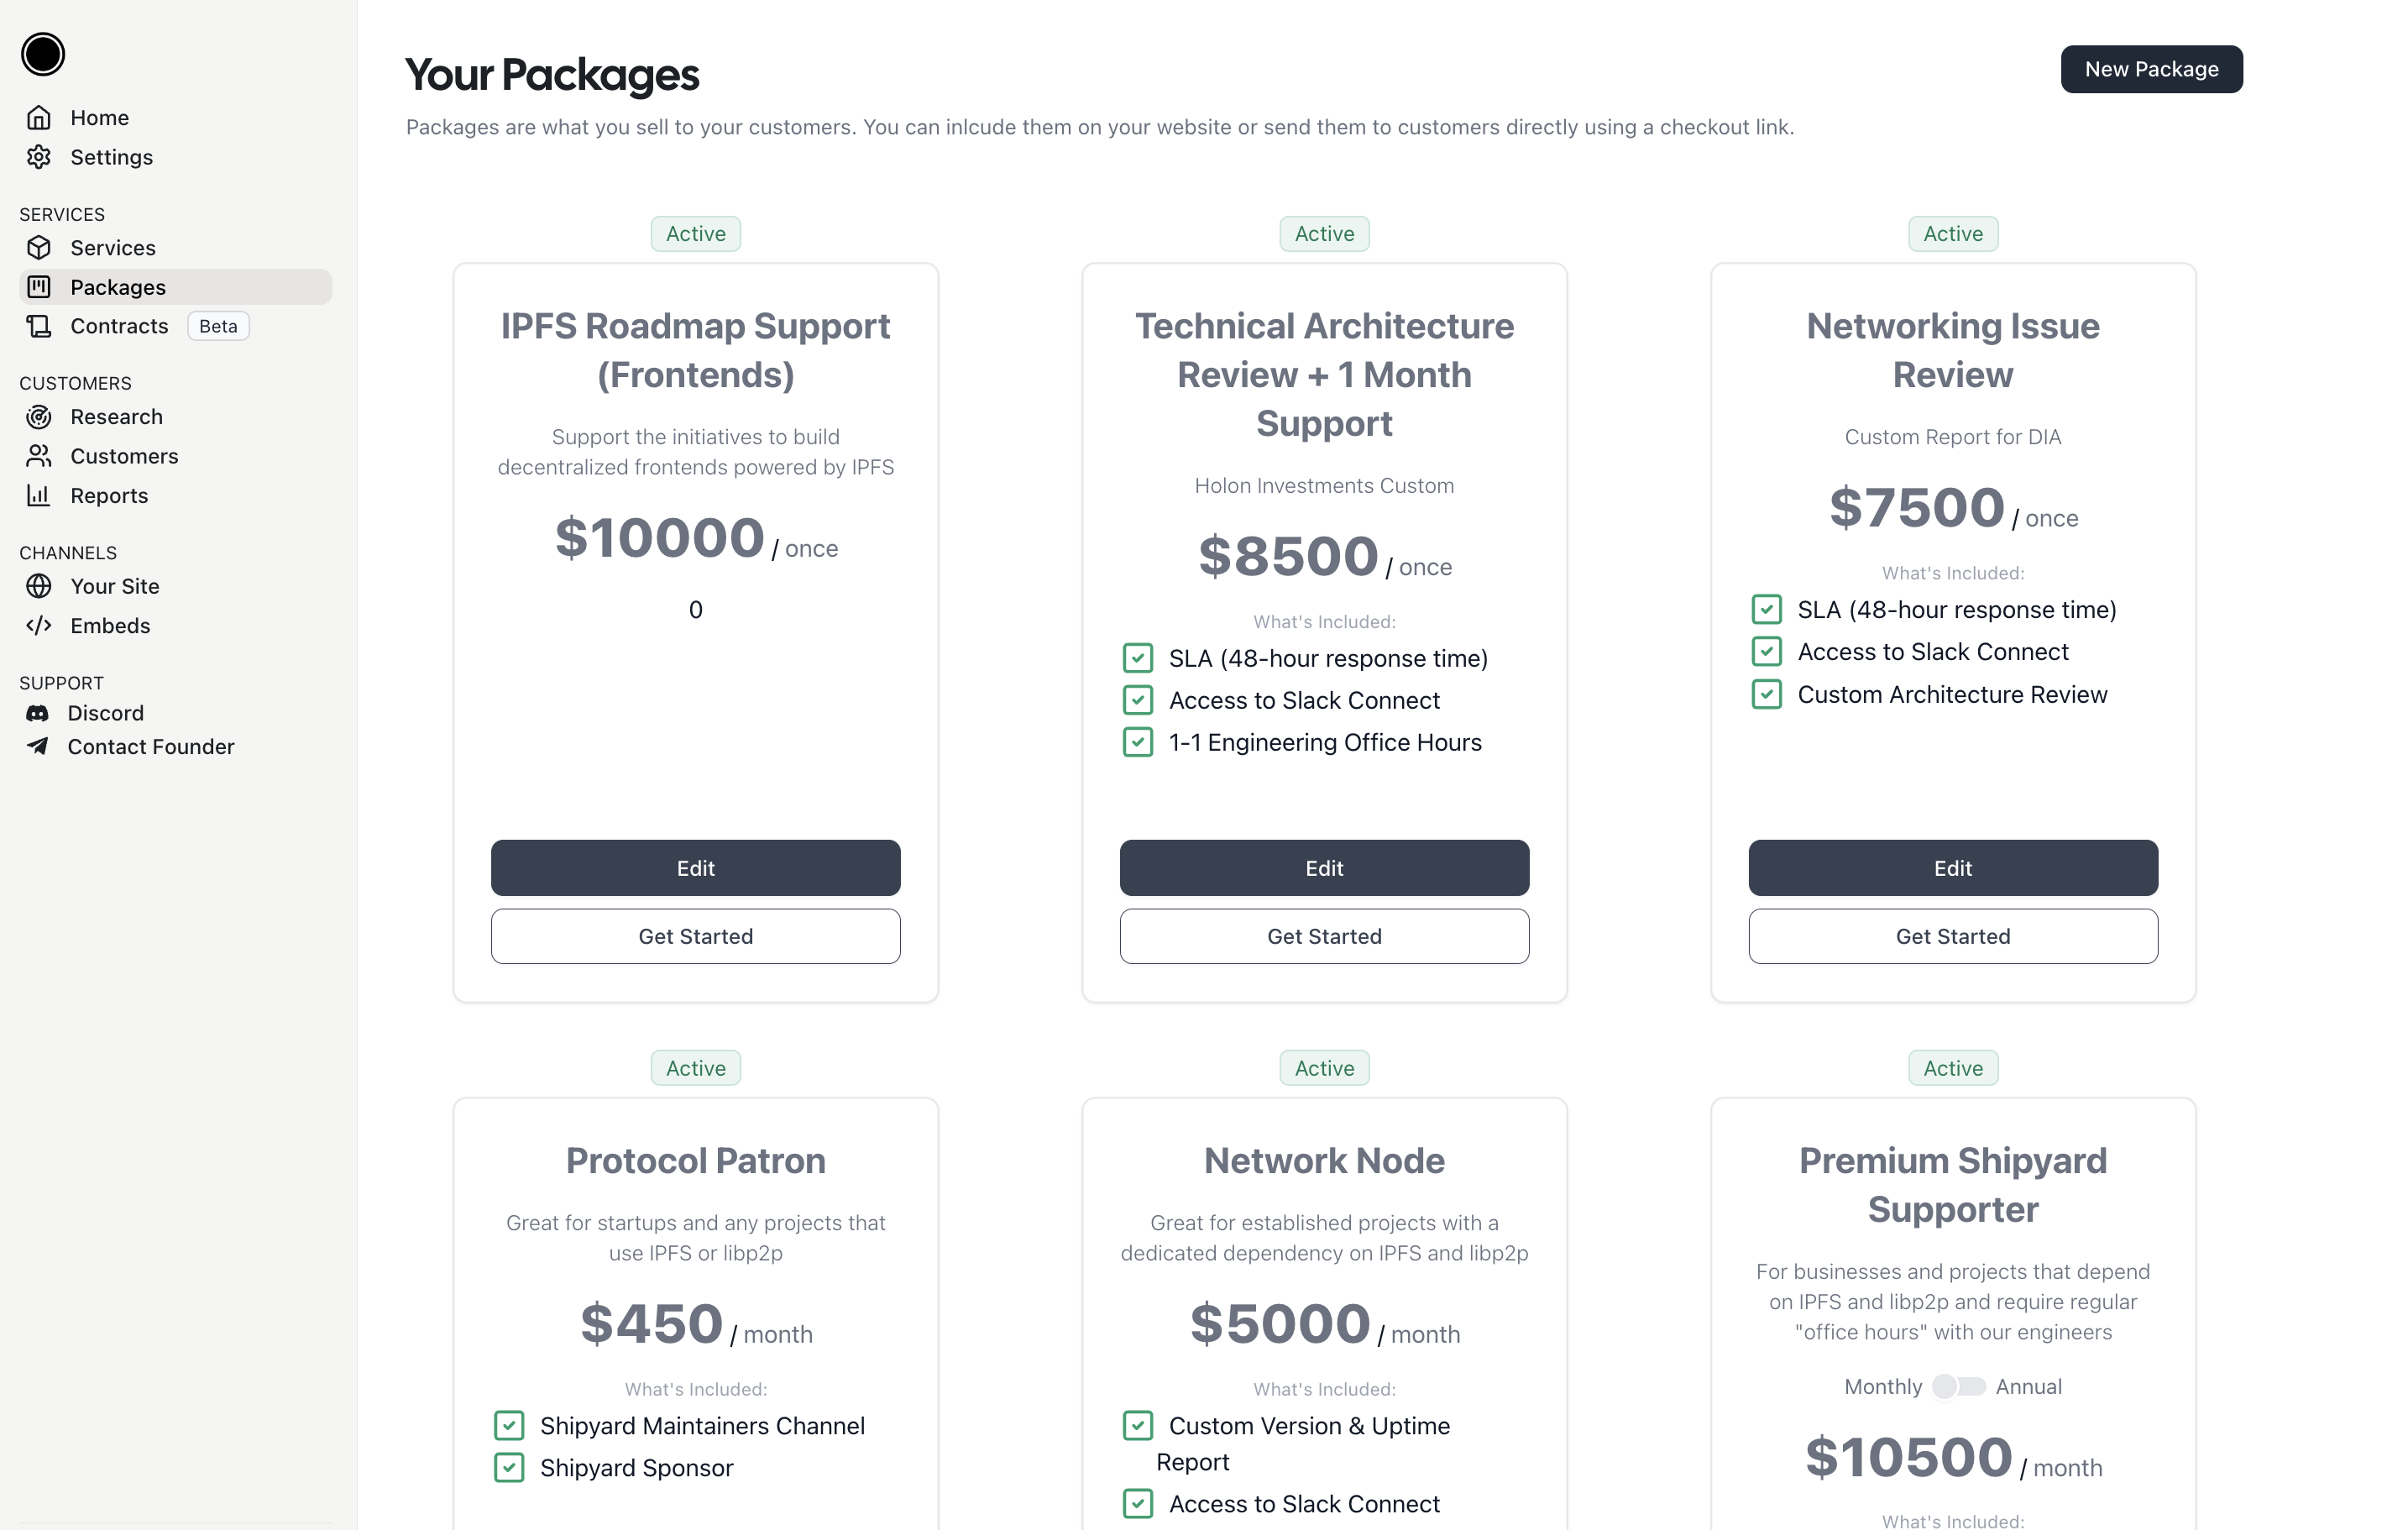 Home
Settings
SERVICES
Services
Packages
Contracts Beta
CUSTOMERS
Research
Customers
Reports
CHANNELS
Your Site
Embeds
SUPPORT
Discord
Contact Founder
Your Packages
New Package
Packages are what you sell to your customers. You can inlcude them on your website or send them to customers directly using a checkout link.
Active
IPFS Roadmap Support
(Frontends)
Support the initiatives to build
decentralized frontends powered by IPFS
$10000 / once
0
Edit
Get Started
Active
Technical Architecture
Review + 1 Month
Support
Holon Investments Custom
$8500 / once
What's Included:
SLA (48-hour response time)
Access to Slack Connect
1-1 Engineering Office Hours
Edit
Get Started
Active
Networking Issue
Review
Custom Report for DIA
$7500 / once
What's Included:
SLA (48-hour response time)
Access to Slack Connect
Custom Architecture Review
Edit
Get Started
Active
Protocol Patron
Great for startups and any projects that
use IPFS or libp2p
$450 / month
What's Included:
Shipyard Maintainers Channel
Shipyard Sponsor
Active
Network Node
Great for established projects with a
dedicated dependency on IPFS and libp2p
$5000 / month
What's Included:
Custom Version & Uptime
Report
Access to Slack Connect
Active
Premium Shipyard
Supporter
For businesses and projects that depend
on IPFS and libp2p and require regular
"office hours" with our engineers
Monthly Annual
$10500 / month
What's Included: